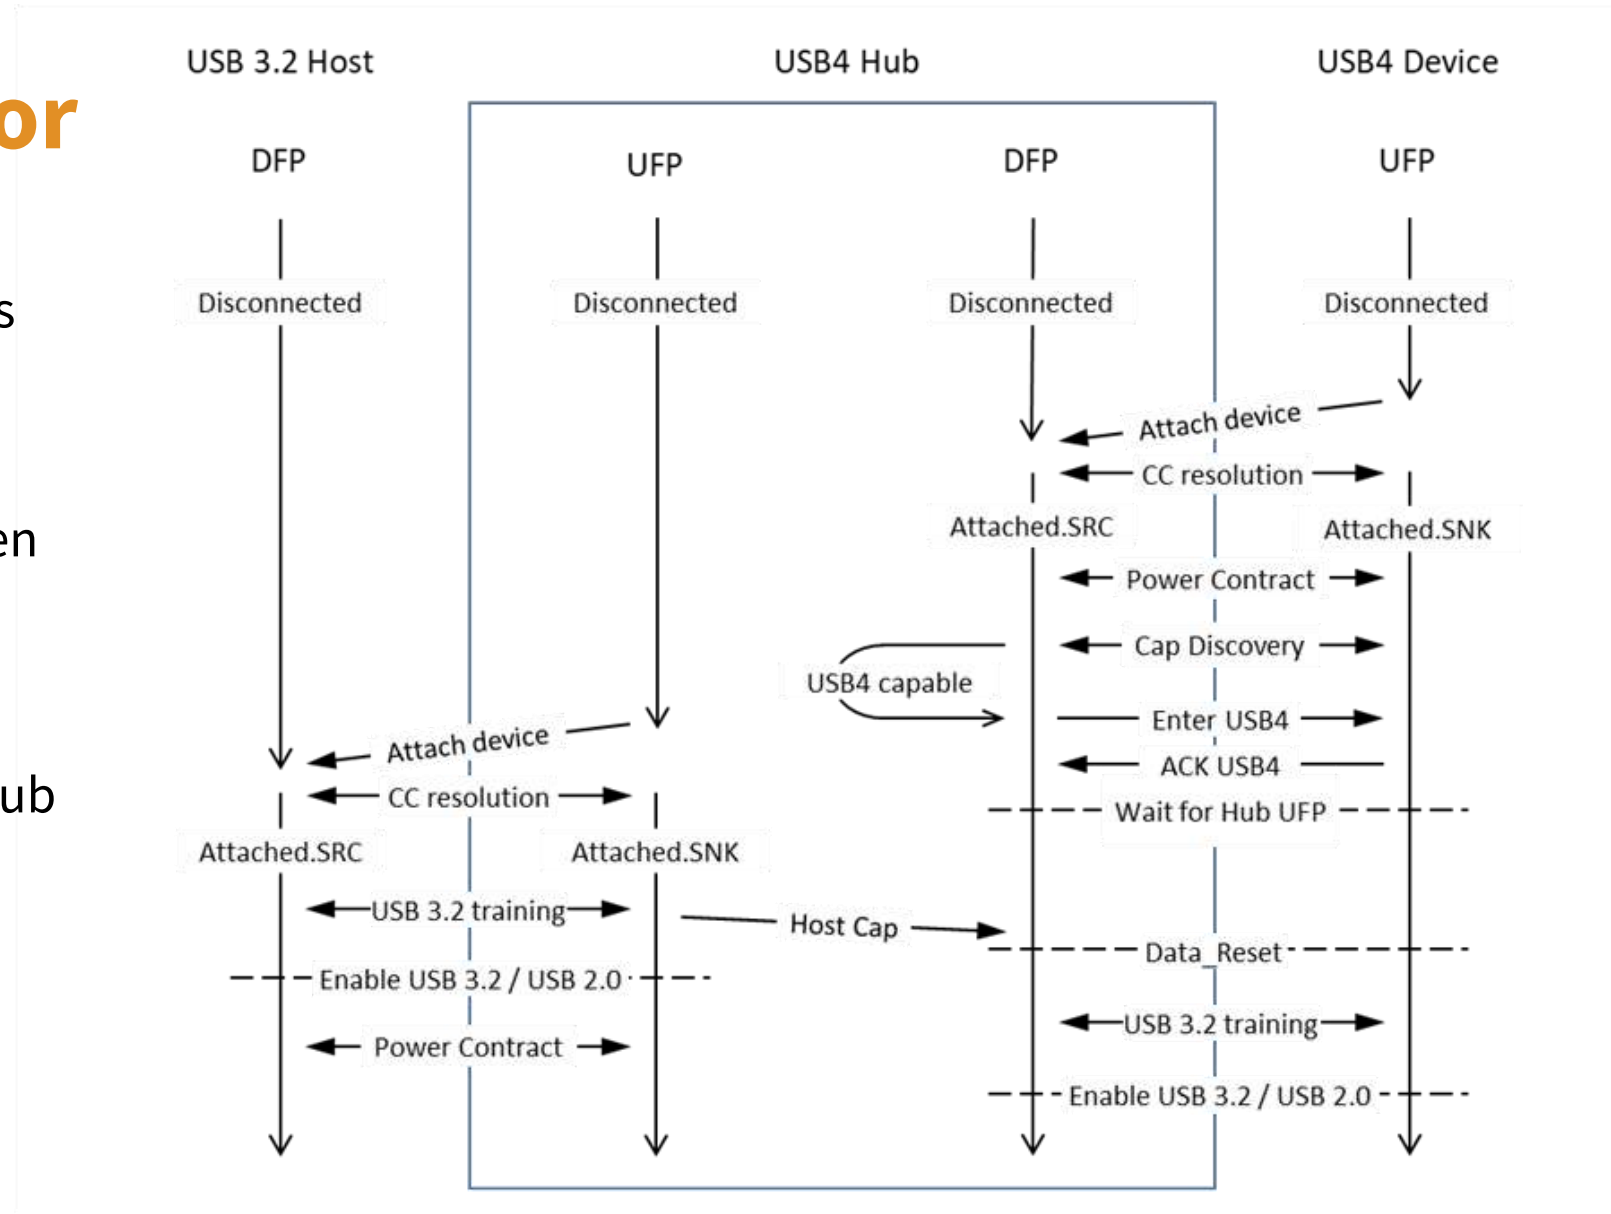 USB 3.2 Host
USB4 Hub
USB4 Device
or
DFP
UFP
DFP
UFP
Disconnected
Disconnected
Disconnected
Disconnected
s
Attach device
CC resolution
Attached.SRC
Attached.SNK
en
Power Contract
Cap Discovery
USB4 capable
Enter USB4
Attach device
ACK USB4
CC resolution
ub
Wait for Hub UFP
Attached.SRC
Attached.SNK
USB 3.2 training
Host Cap
Data_Reset
Enable USB 3.2 / USB 2.0
USB 3.2 training
Power Contract
Enable USB 3.2 / USB 2.0